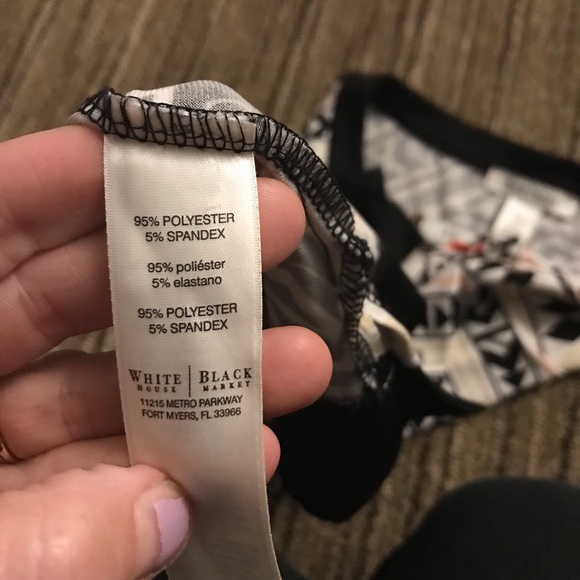 95% POLYESTER
5% SPANDEX
95% poliéster
5% elastano
95% POLYESTER
5% SPANDEX
WHITE | BLACK
HOUSE | MARKET
11215 METRO PARKWAY
FORT MYERS, FL 33966